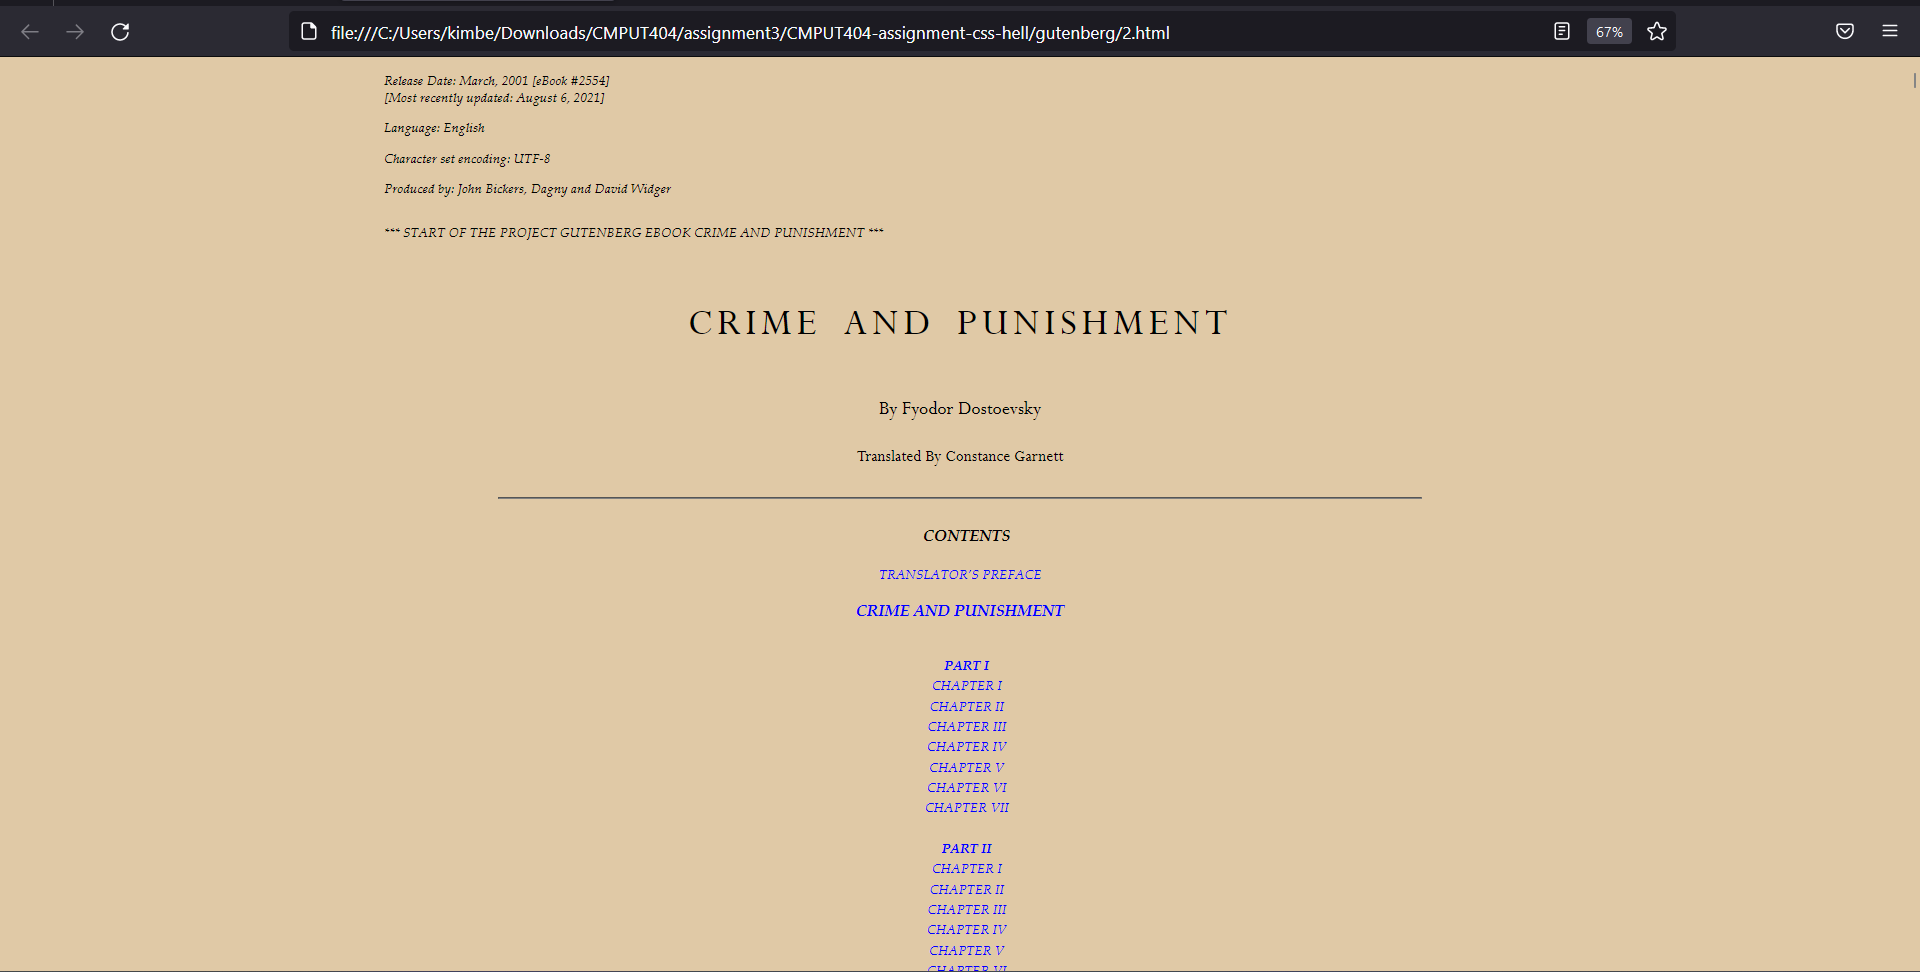 file:///C:/Users/kimbe/Downloads/CMPUT404/assignment3/CMPUT404-assignment-css-hell/gutenberg/2.html
67%
Release Date: March, 2001 [eBook #2554]
[Most recently updated: August 6, 2021]
Language: English
Character set encoding: UTF-8
Produced by: John Bickers, Dagny and David Widger
*** START OF THE PROJECT GUTENBERG EBOOK CRIME AND PUNISHMENT ***
CRIME AND PUNISHMENT
By Fyodor Dostoevsky
Translated By Constance Garnett
CONTENTS
TRANSLATOR’S PREFACE
CRIME AND PUNISHMENT
PART I
CHAPTER I
CHAPTER II
CHAPTER III
CHAPTER IV
CHAPTER V
CHAPTER VI
CHAPTER VII
PART II
CHAPTER I
CHAPTER II
CHAPTER III
CHAPTER IV
CHAPTER V
CHAPTER VI